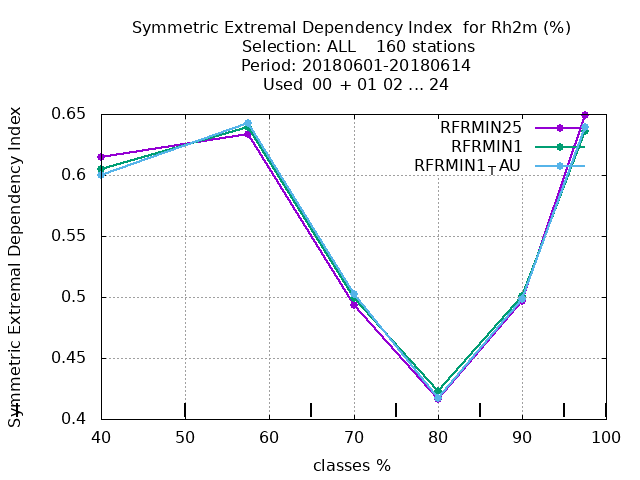 Symmetric Extremal Dependency Index  for Rh2m (%)
Selection: ALL    160 stations
Period: 20180601-20180614
Used  00  + 01 02 ... 24
Symmetric Extremal Dependency Index
0.65
0.6
0.55
0.5
0.45
0.4
RFRMIN25
RFRMIN1
RFRMIN1TAU
40 50 60 70 80 90 100
classes %